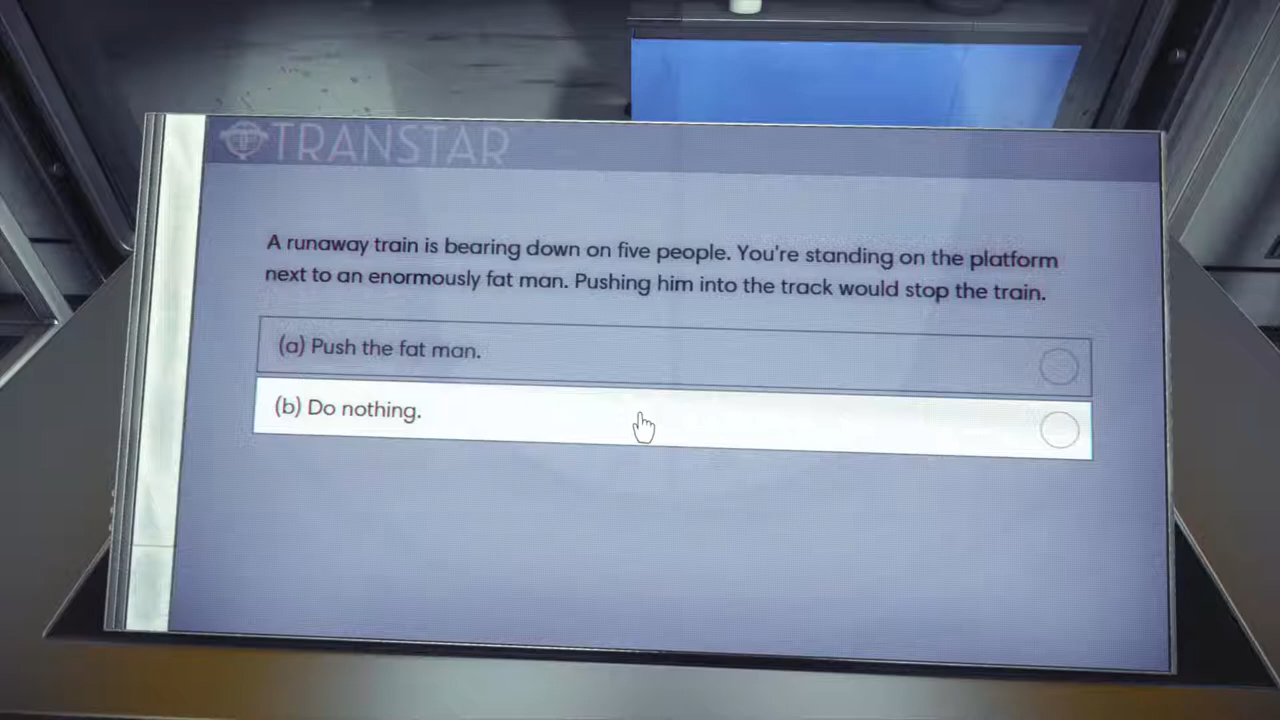 TRANSTAR
A runaway train is bearing down on five people. You're standing on the platform
next to an enormously fat man. Pushing him into the track would stop the train.
(a) Push the fat man.
(b) Do nothing.